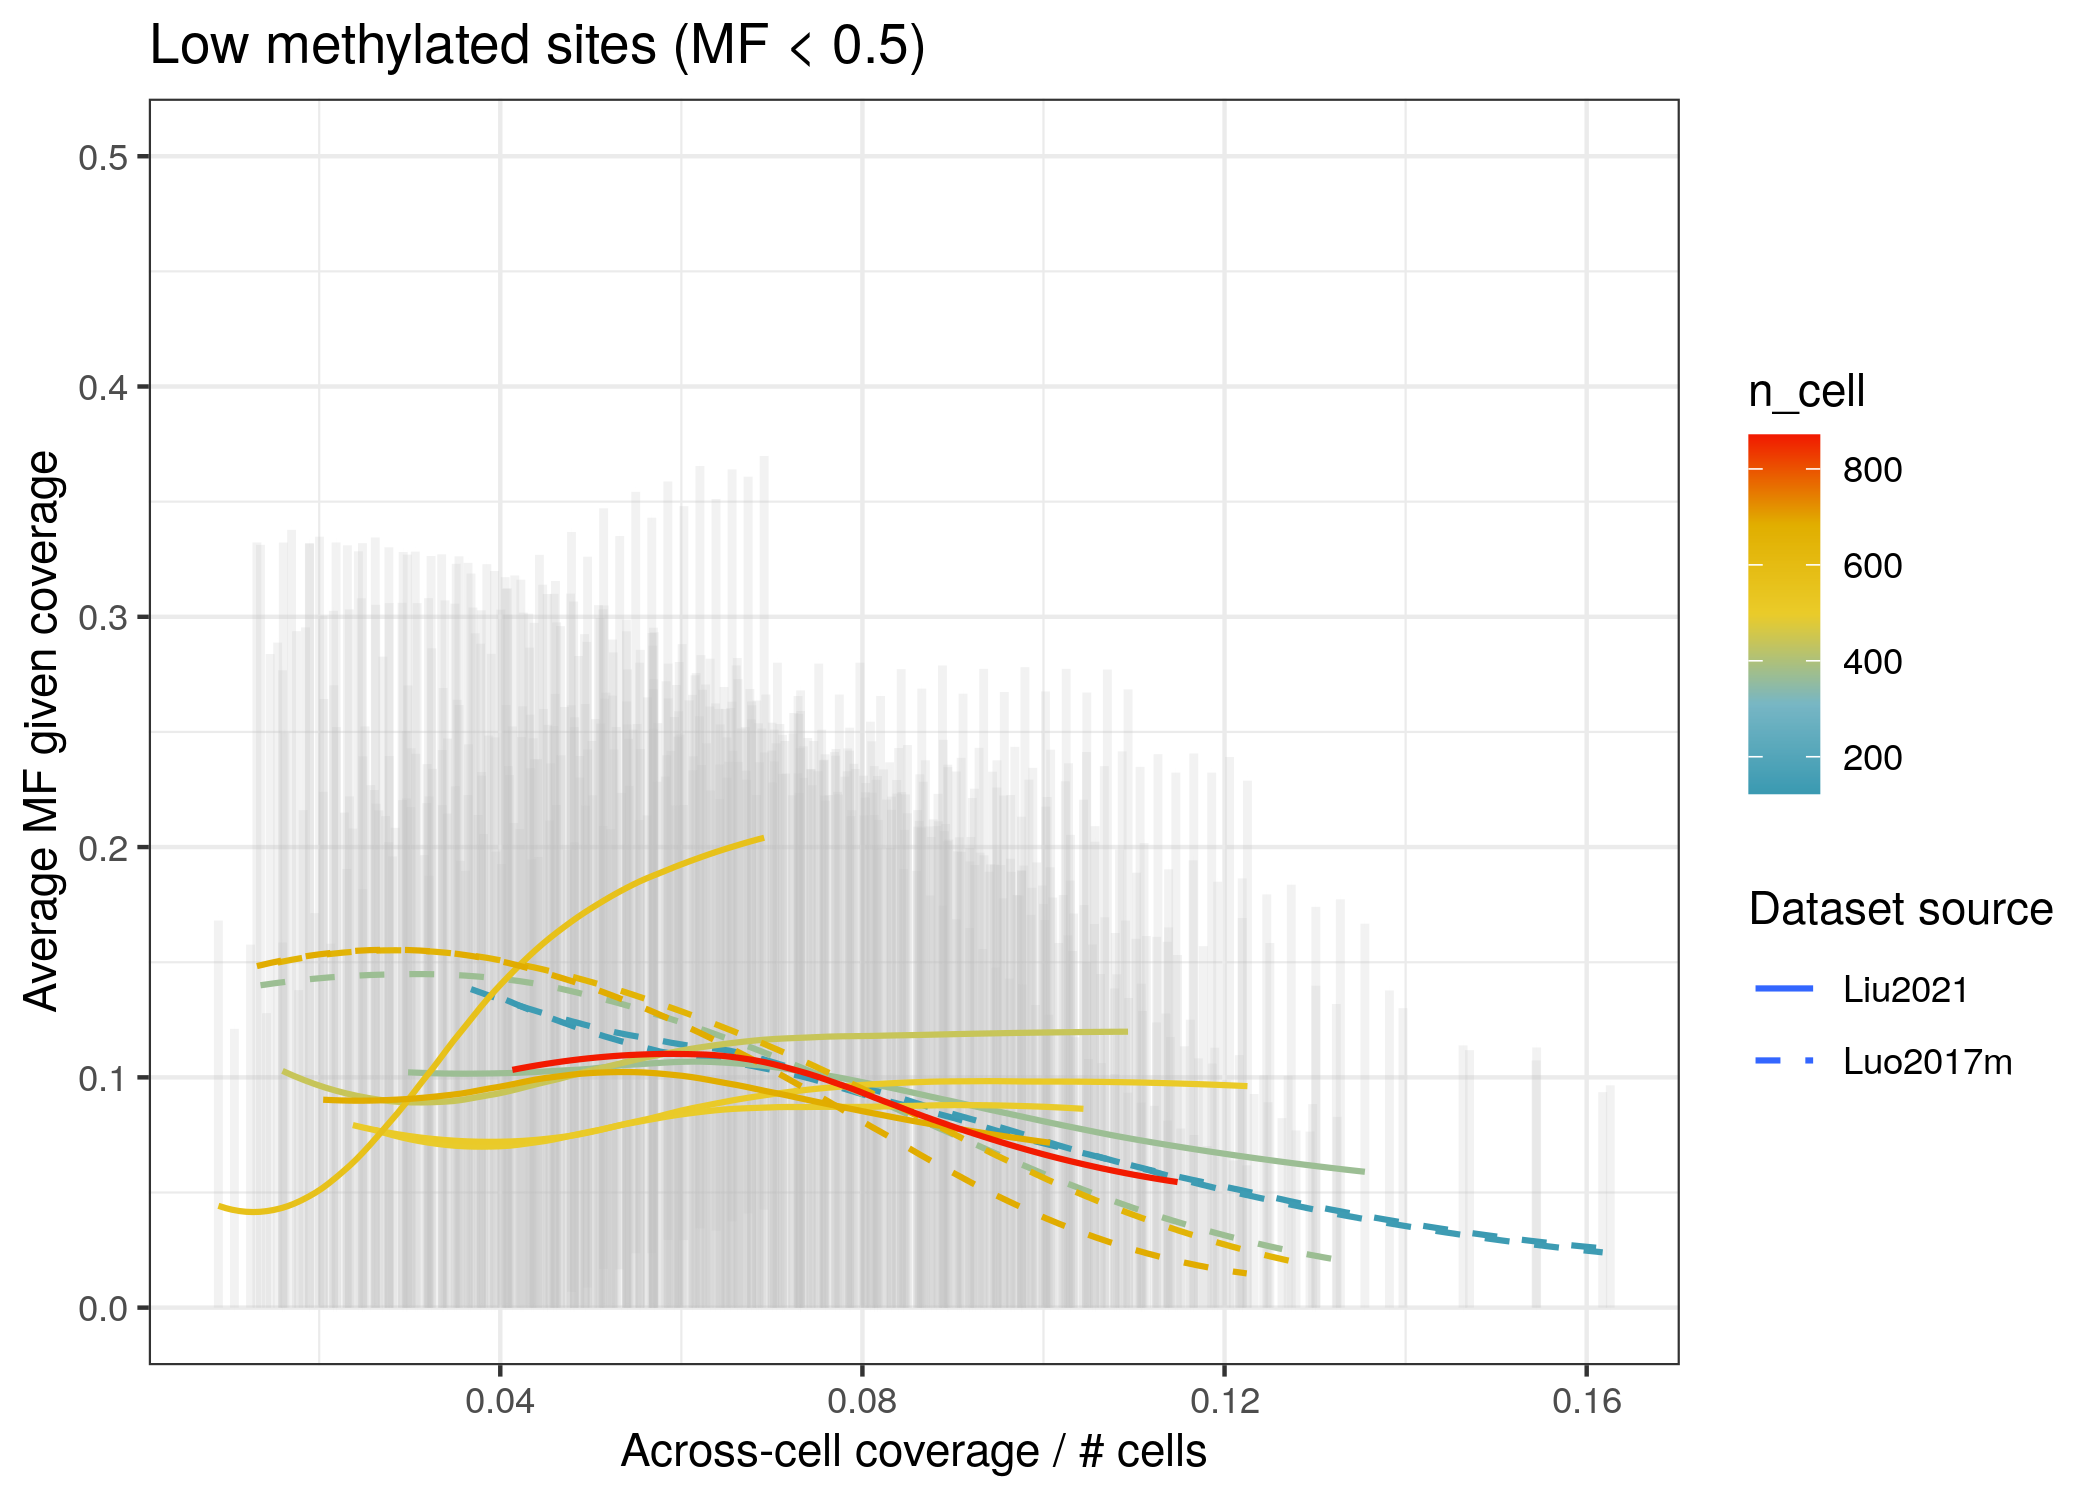 Low methylated sites (MF < 0.5)
0.5
0.4
0.3
0.2
0.1
0.0
Average MF given coverage
0.04 0.08 0.12 0.16
Across-cell coverage / # cells
n_cell
800
600
400
200
Dataset source
Liu2021
Luo2017m